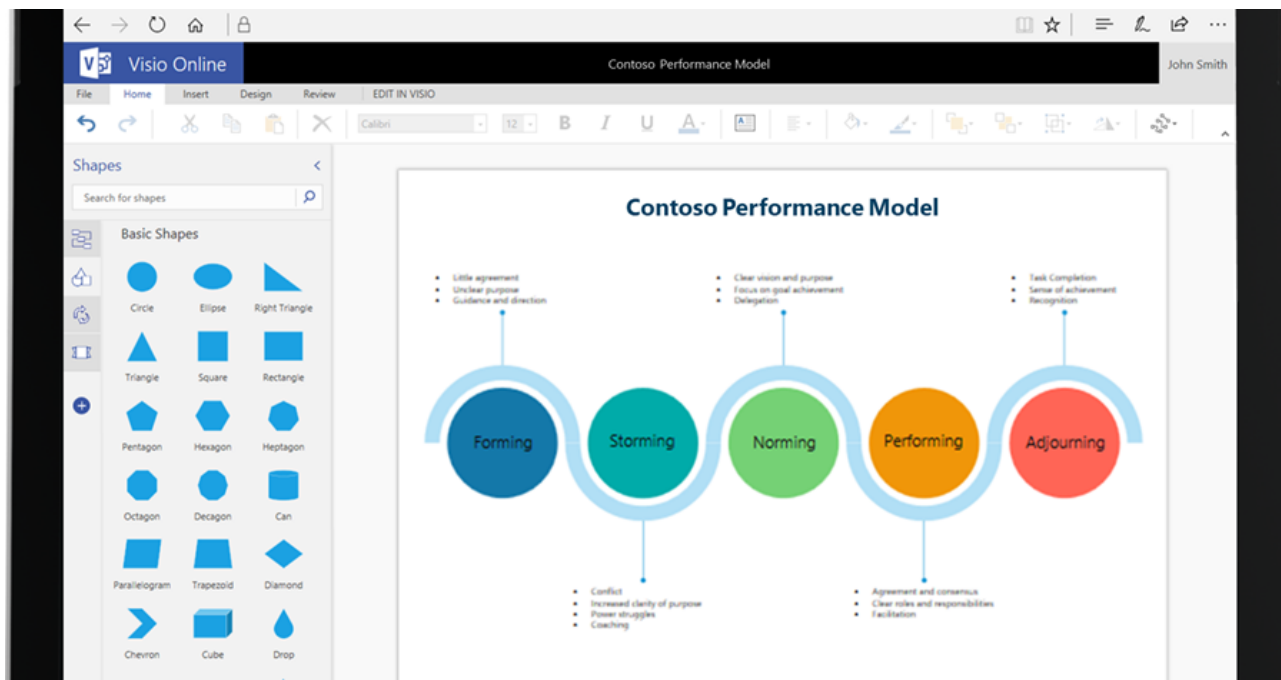 Visio Online
Contoso Performance Model
John Smith
File Home Insert Design Review EDIT IN VISIO
Calibri 12 B I U A
Shapes
Search for shapes
Basic Shapes
Circle Ellipse Right Triangle
Triangle Square Rectangle
Pentagon Hexagon Heptagon
Octagon Decagon Can
Parallelogram Trapezoid Diamond
Chevron Cube Drop
Contoso Performance Model
• Little agreement
• Unclear purpose
• Guidance and direction
• Clear vision and purpose
• Focus on goal achievement
• Delegation
• Task Completion
• Sense of achievement
• Recognition
Forming Storming Norming Performing Adjourning
• Conflict
• Increased clarity of purpose
• Power struggles
• Coaching
• Agreement and consensus
• Clear roles and responsibilities
• Facilitation